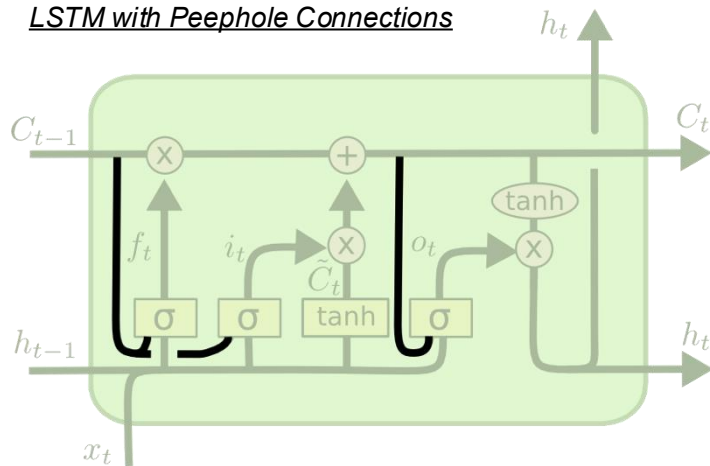 LSTM with Peephole Connections
h_t
C_{t-1}
C_t
x
+
tanh
f_t
i_t
x
o_t
x
C̃_t
σ
σ
tanh
σ
h_{t-1}
h_t
x_t